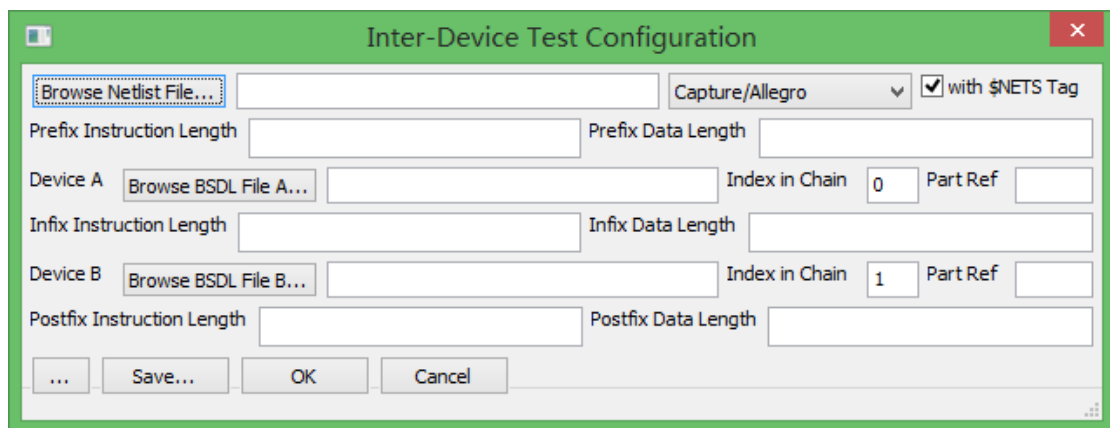 Inter-Device Test Configuration
Browse Netlist File... Capture/Allegro with $NETS Tag
Prefix Instruction Length Prefix Data Length
Device A Browse BSDL File A... Index in Chain 0 Part Ref
Infix Instruction Length Infix Data Length
Device B Browse BSDL File B... Index in Chain 1 Part Ref
Postfix Instruction Length Postfix Data Length
... Save... OK Cancel